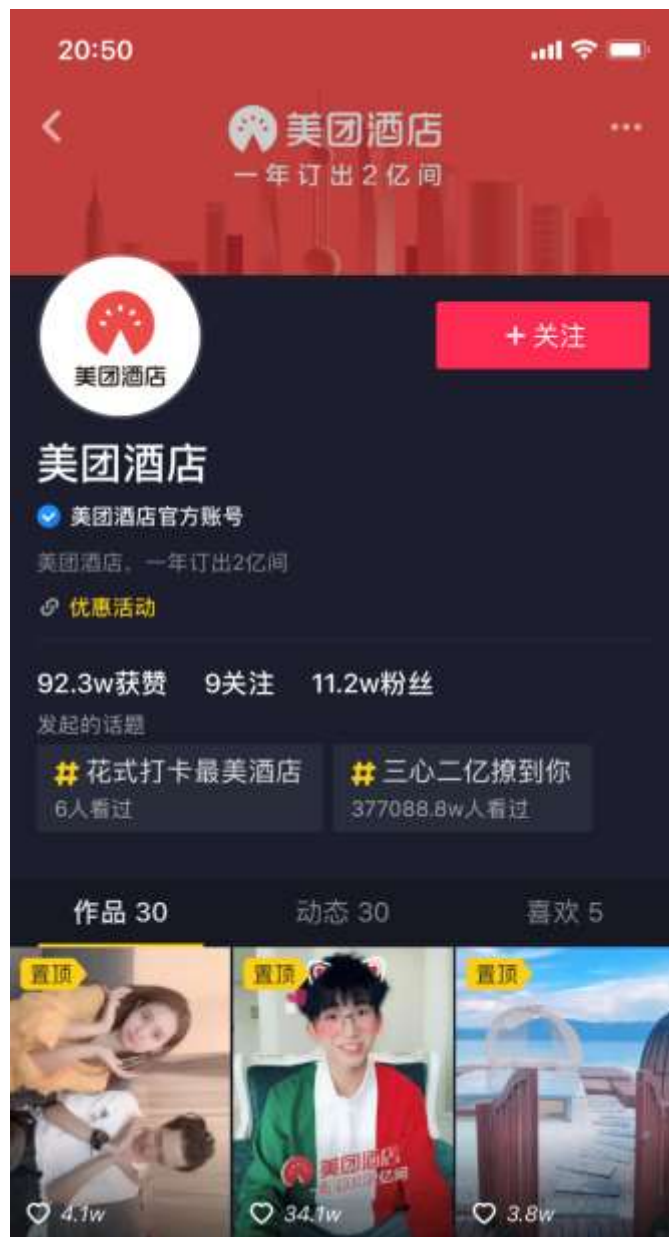 20:50
美团酒店
一年订出2亿间
美团酒店
+ 关注
美团酒店
美团酒店官方账号
美团酒店，一年订出2亿间
优惠活动
92.3w获赞 9关注 11.2w粉丝
发起的话题
#花式打卡最美酒店 #三心二亿撩到你
6人看过 377088.8w人看过
作品 30 动态 30 喜欢 5
置顶 置顶 置顶
美团酒店
4.1w 34.1w 3.8w